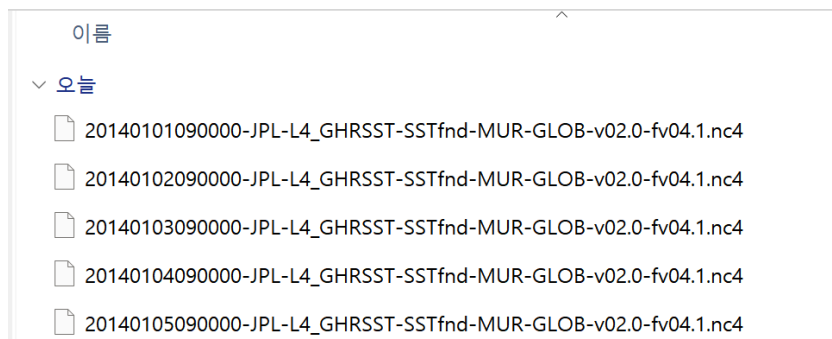 이름
오늘
20140101090000-JPL-L4_GHRSST-SSTfnd-MUR-GLOB-v02.0-fv04.1.nc4
20140102090000-JPL-L4_GHRSST-SSTfnd-MUR-GLOB-v02.0-fv04.1.nc4
20140103090000-JPL-L4_GHRSST-SSTfnd-MUR-GLOB-v02.0-fv04.1.nc4
20140104090000-JPL-L4_GHRSST-SSTfnd-MUR-GLOB-v02.0-fv04.1.nc4
20140105090000-JPL-L4_GHRSST-SSTfnd-MUR-GLOB-v02.0-fv04.1.nc4